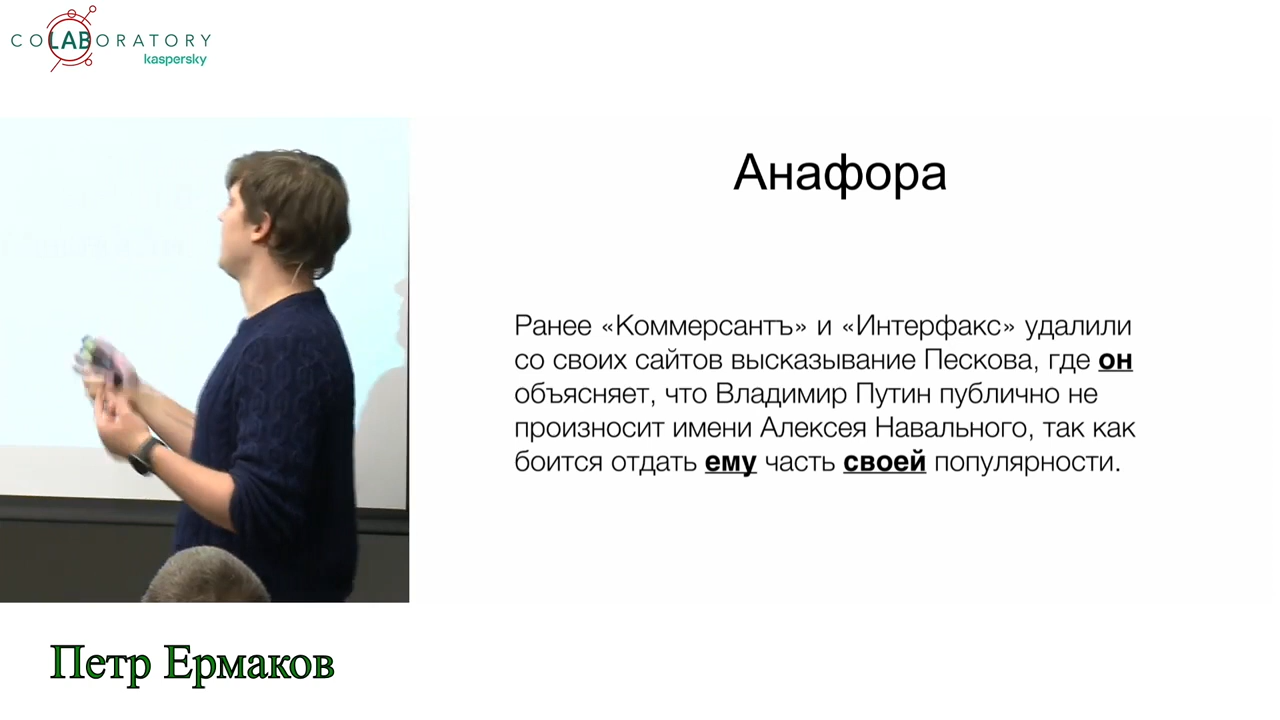 COLABORATORY
kaspersky
Анафора
Ранее «Коммерсантъ» и «Интерфакс» удалили
со своих сайтов высказывание Пескова, где он
объясняет, что Владимир Путин публично не
произносит имени Алексея Навального, так как
боится отдать ему часть своей популярности.
Петр Ермаков